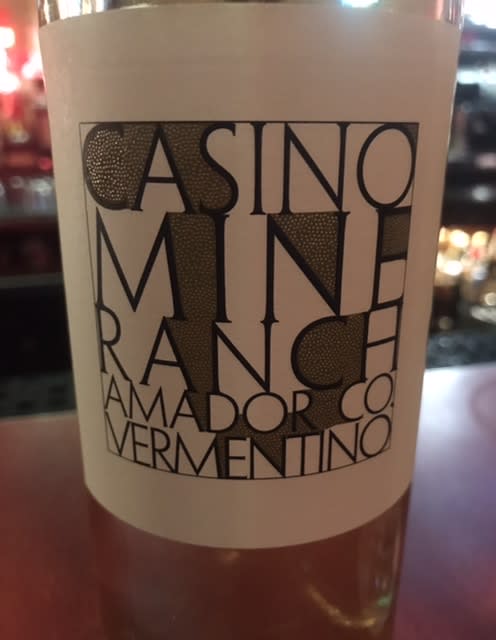 CASINO
MINE
RANCH
AMADOR CO.
VERMENTINO